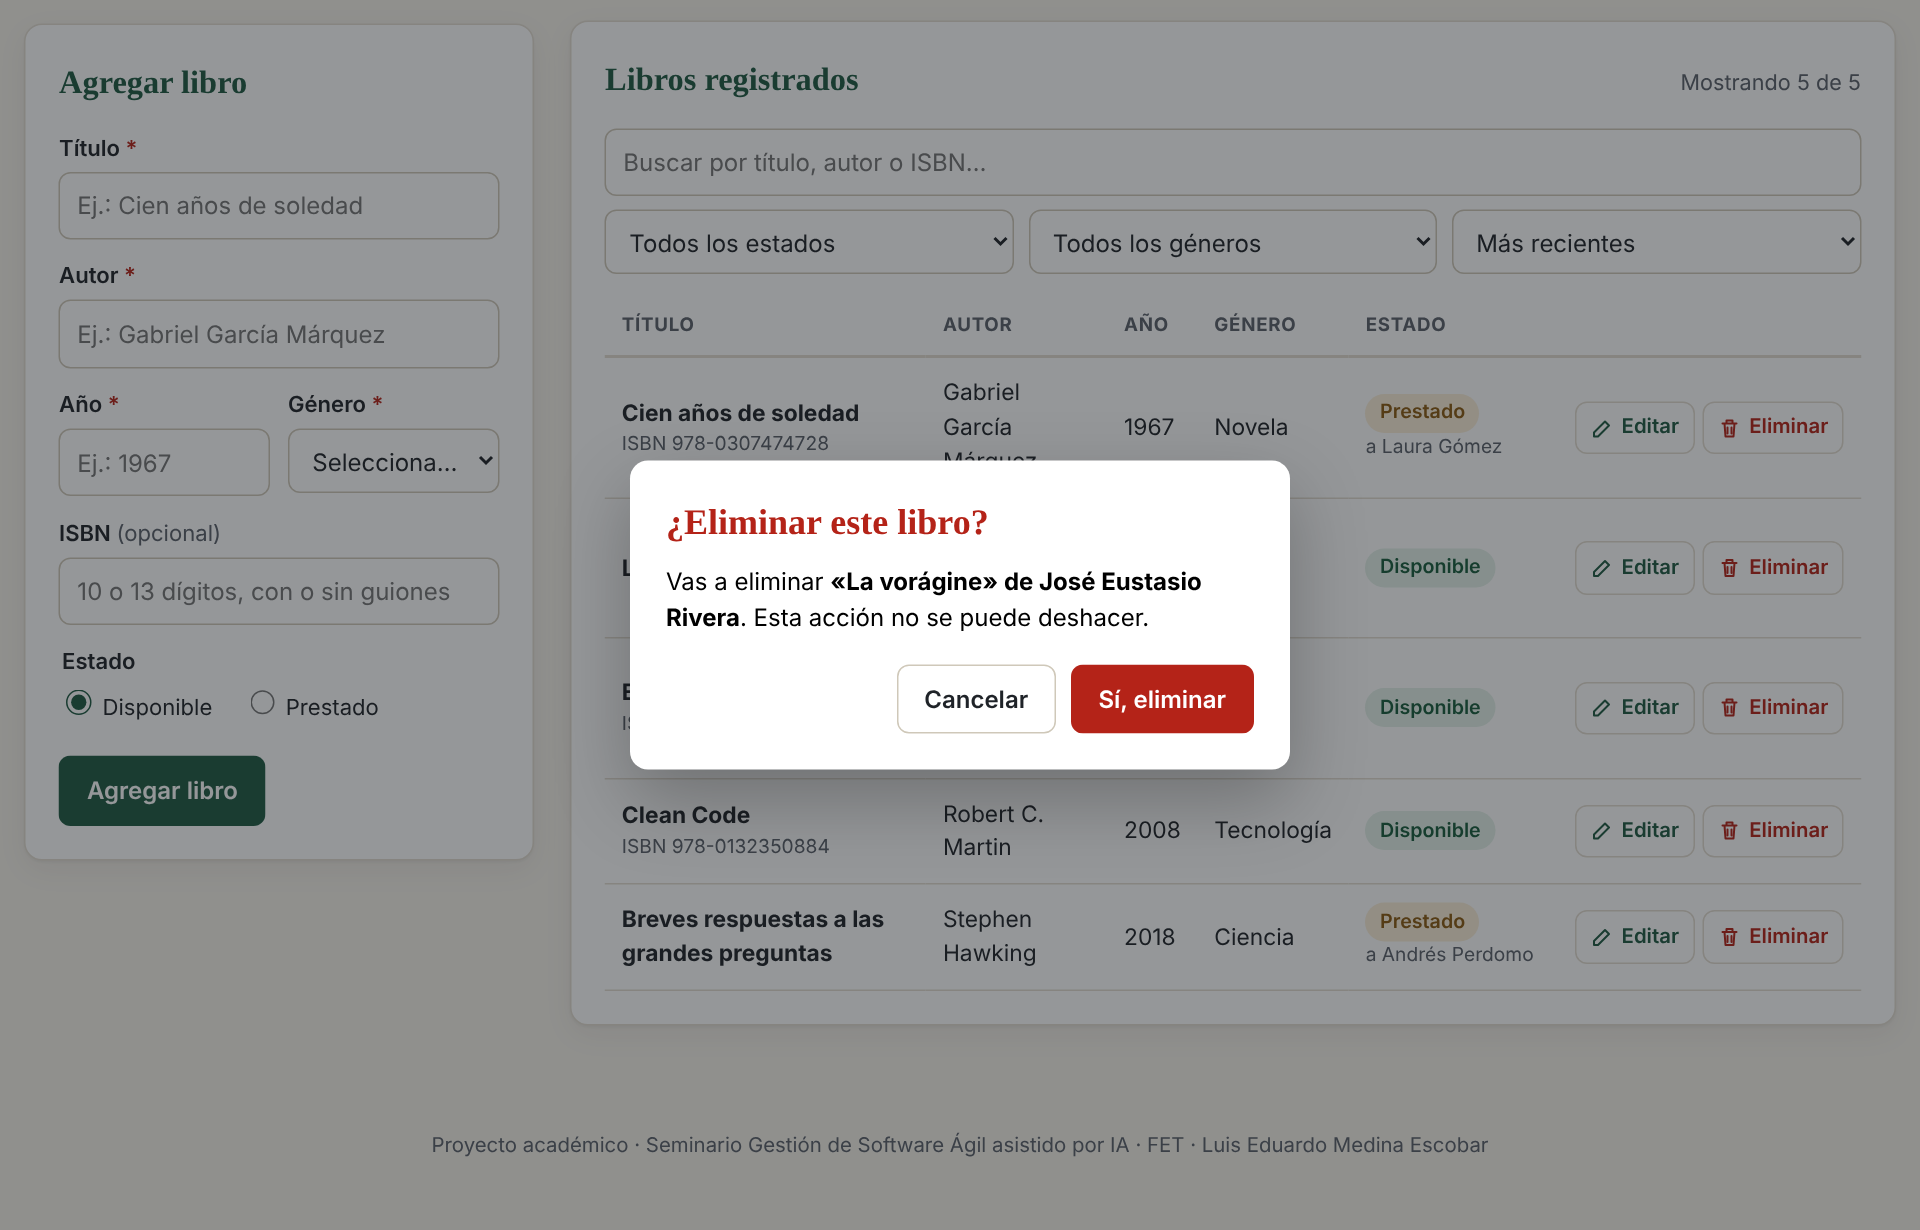 Agregar libro
Título *
Ej.: Cien años de soledad
Autor *
Ej.: Gabriel García Márquez
Año *
Género *
Ej.: 1967
Selecciona...
ISBN (opcional)
10 o 13 dígitos, con o sin guiones
Estado
Disponible
Prestado
Agregar libro
Libros registrados
Mostrando 5 de 5
Buscar por título, autor o ISBN...
Todos los estados
Todos los géneros
Más recientes
TÍTULO
AUTOR
AÑO
GÉNERO
ESTADO
Cien años de soledad
ISBN 978-0307474728
Gabriel
García
Márquez
1967
Novela
Prestado
a Laura Gómez
Editar
Eliminar
Disponible
Editar
Eliminar
Disponible
Editar
Eliminar
Clean Code
ISBN 978-0132350884
Robert C.
Martin
2008
Tecnología
Disponible
Editar
Eliminar
Breves respuestas a las
grandes preguntas
Stephen
Hawking
2018
Ciencia
Prestado
a Andrés Perdomo
Editar
Eliminar
¿Eliminar este libro?
Vas a eliminar «La vorágine» de José Eustasio
Rivera. Esta acción no se puede deshacer.
Cancelar
Sí, eliminar
Proyecto académico · Seminario Gestión de Software Ágil asistido por IA · FET · Luis Eduardo Medina Escobar